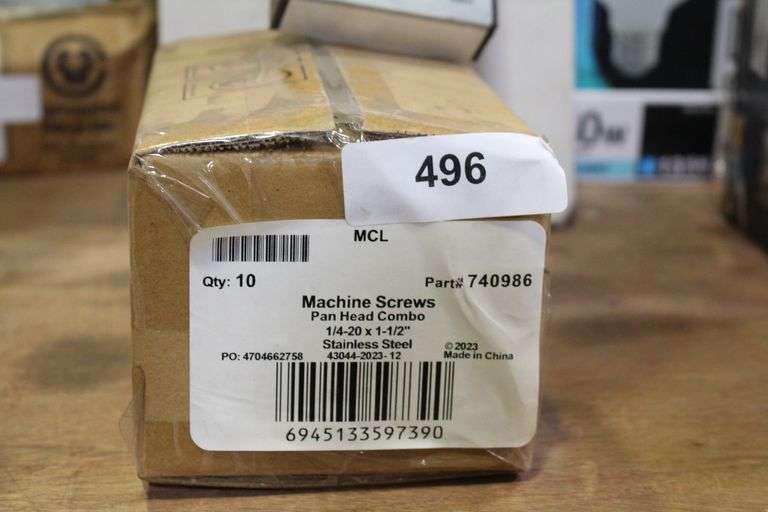 496
MCL
Qty: 10
Part# 740986
Machine Screws
Pan Head Combo
1/4-20 x 1-1/2"
Stainless Steel
©2023
PO: 4704662758 43044-2023-12 Made in China
6945133597390